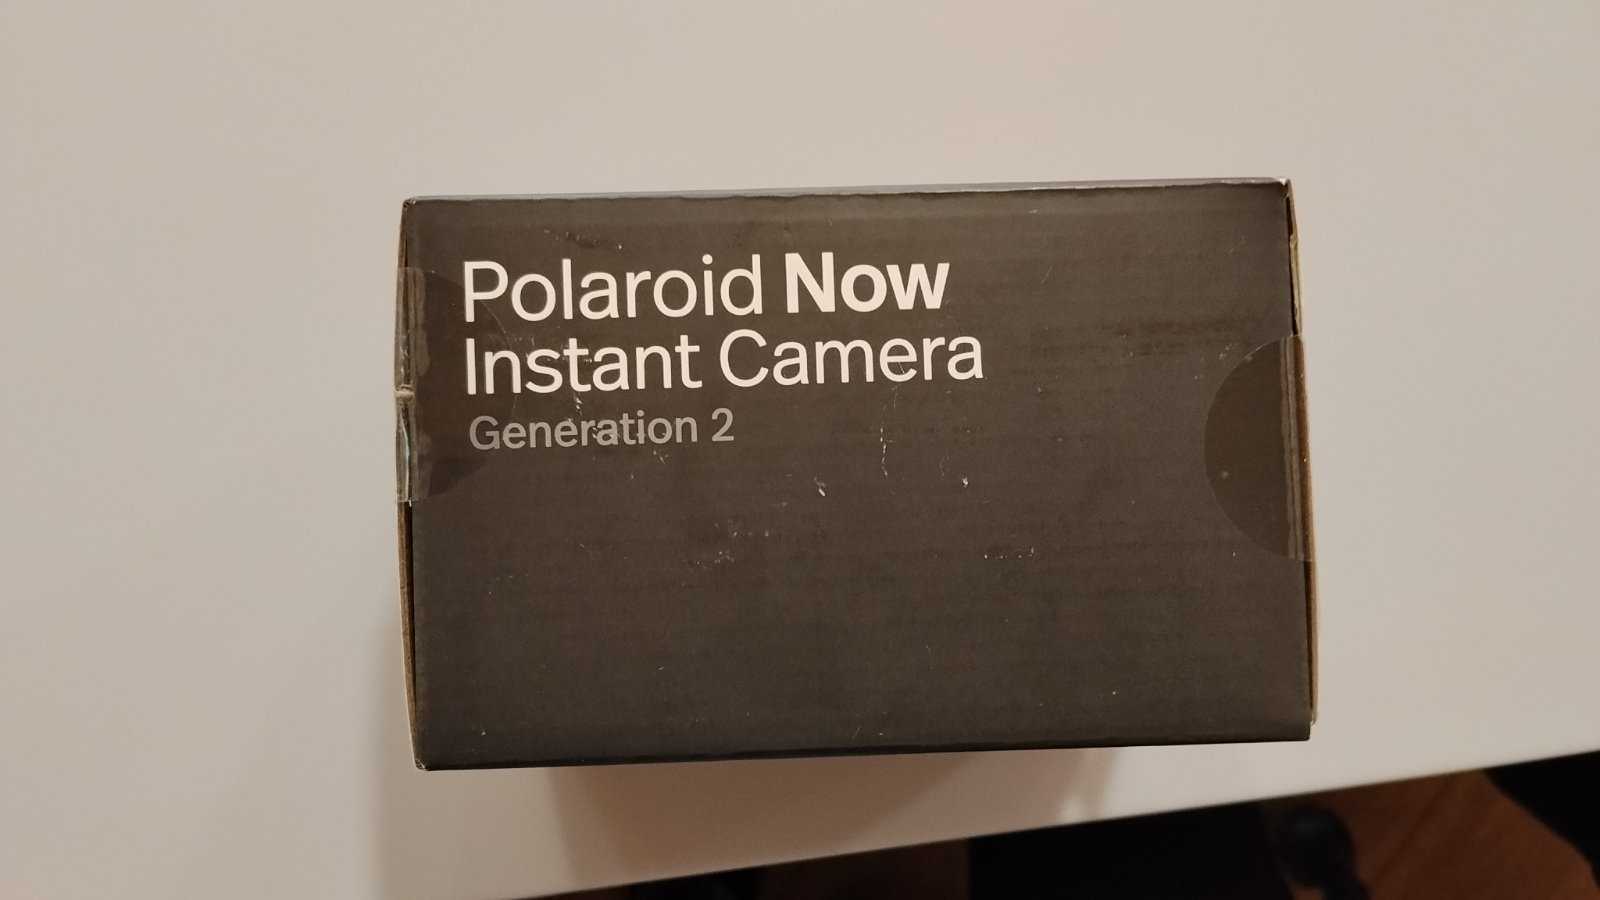 Polaroid Now
Instant Camera
Generation 2